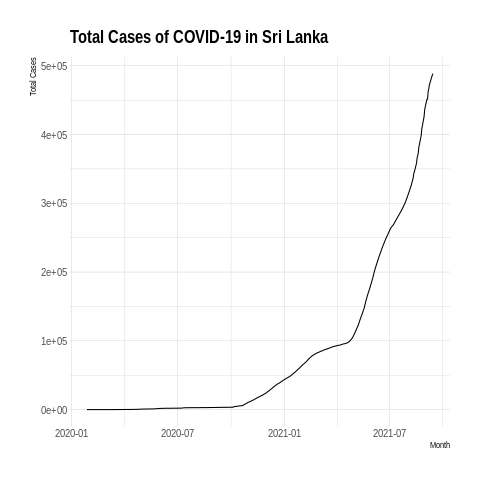 Total Cases of COVID-19 in Sri Lanka
Total Cases
5e+05
4e+05
3e+05
2e+05
1e+05
0e+00
2020-01 2020-07 2021-01 2021-07
Month